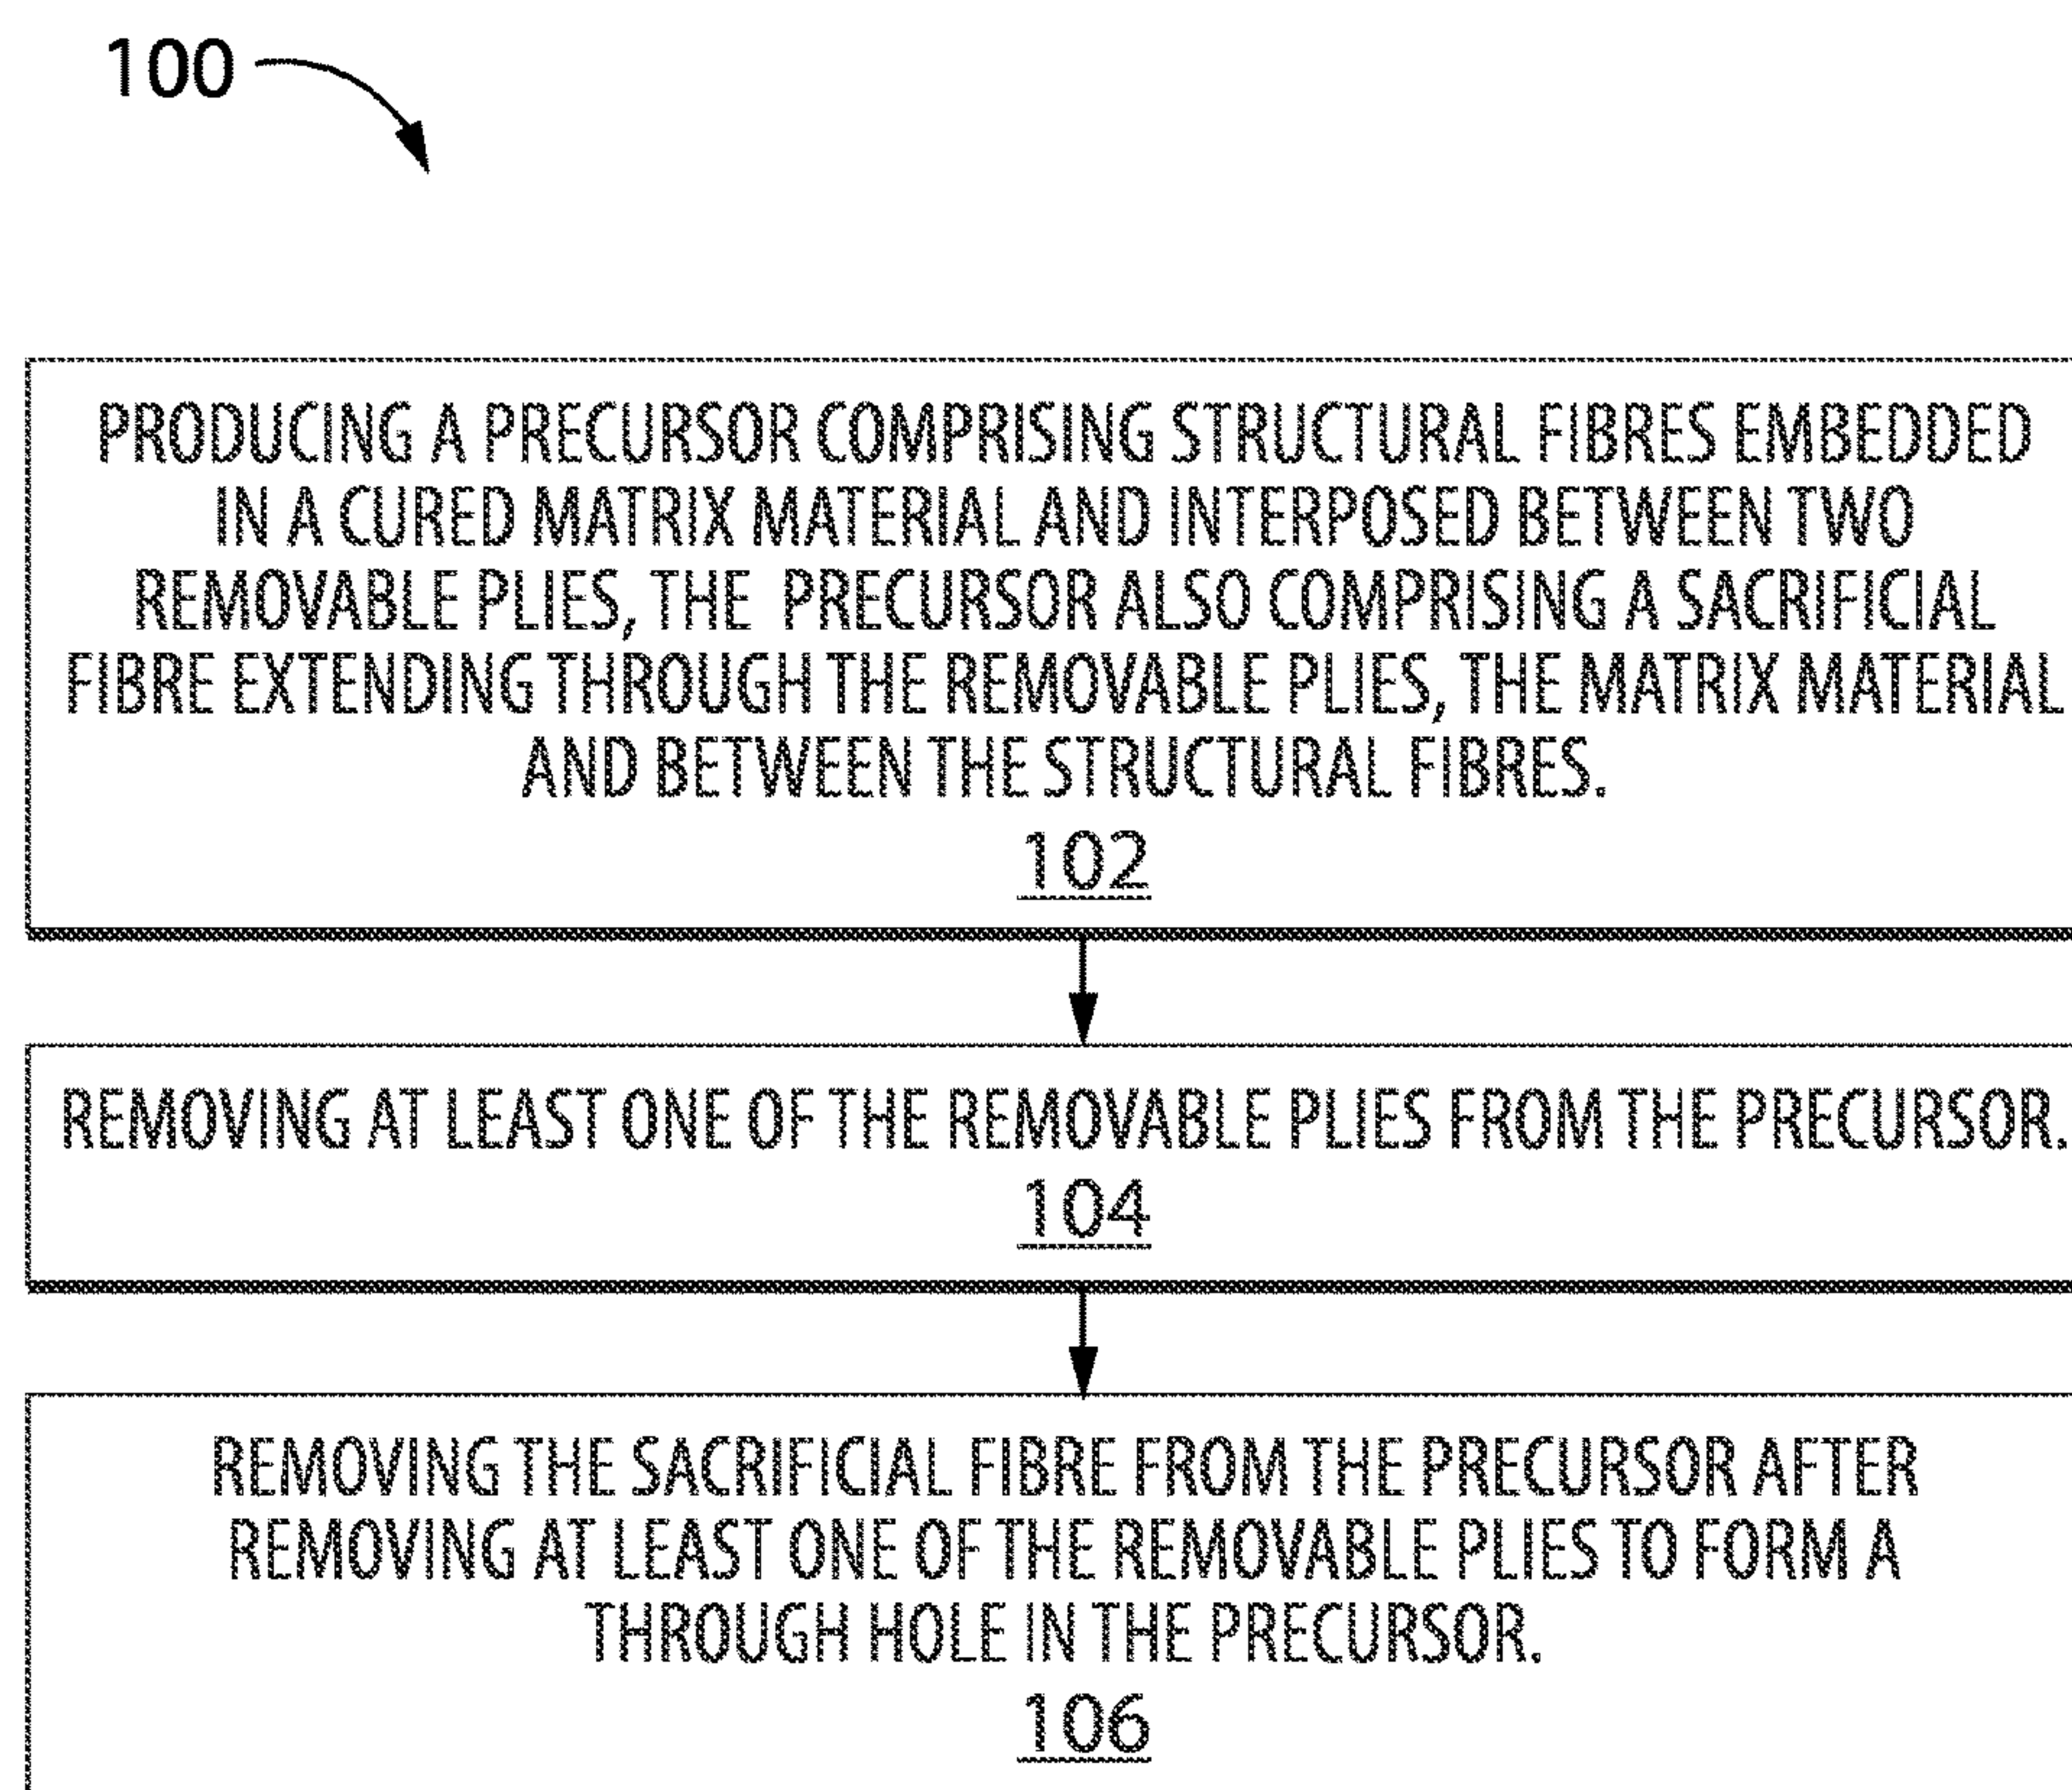 100
PRODUCING A PRECURSOR COMPRISING STRUCTURAL FIBRES EMBEDDED
IN A CURED MATRIX MATERIAL AND INTERPOSED BETWEEN TWO
REMOVABLE PLIES, THE PRECURSOR ALSO COMPRISING A SACRIFICIAL
FIBRE EXTENDING THROUGH THE REMOVABLE PLIES, THE MATRIX MATERIAL
AND BETWEEN THE STRUCTURAL FIBRES.
102
REMOVING AT LEAST ONE OF THE REMOVABLE PLIES FROM THE PRECURSOR.
104
REMOVING THE SACRIFICIAL FIBRE FROM THE PRECURSOR AFTER
REMOVING AT LEAST ONE OF THE REMOVABLE PLIES TO FORM A
THROUGH HOLE IN THE PRECURSOR.
106